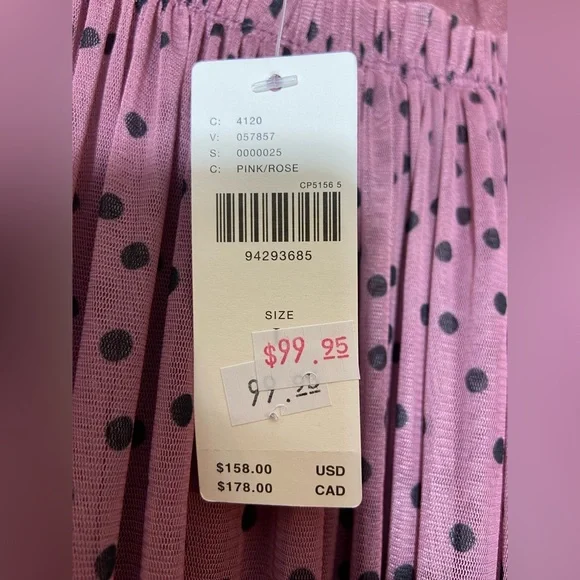 C: 4120
V: 057857
S: 0000025
C: PINK/ROSE
CP5156 5
94293685
SIZE
$99.95
$158.00 USD
$178.00 CAD